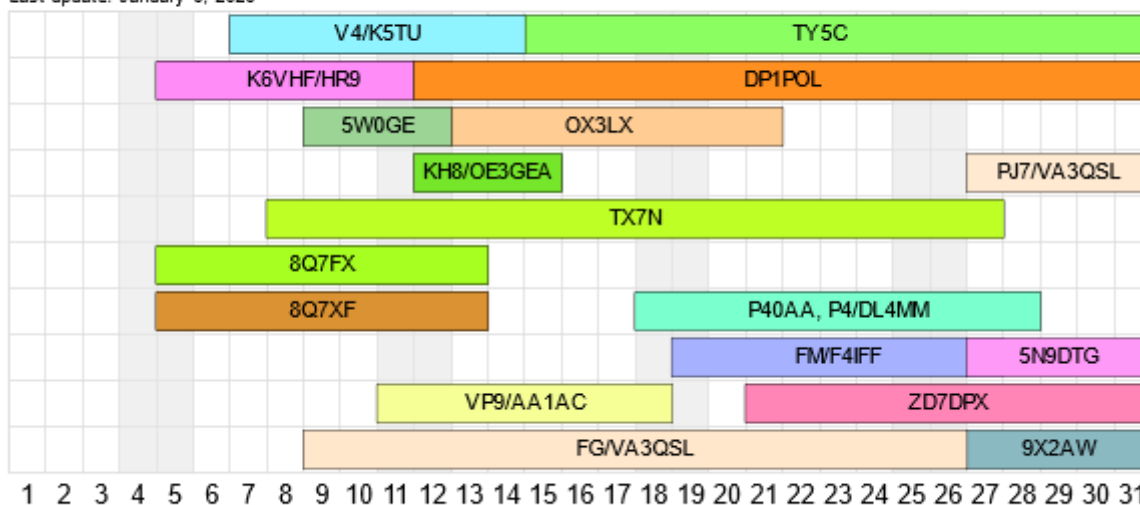 V4/K5TU TY5C
K6VHF/HR9 DP1POL
5W0GE OX3LX
KH8/OE3GEA PJ7/VA3QSL
TX7N
8Q7FX
8Q7XF P40AA, P4/DL4MM
FM/F4IFF 5N9DTG
VP9/AA1AC ZD7DPX
FG/VA3QSL 9X2AW
1 2 3 4 5 6 7 8 9 10 11 12 13 14 15 16 17 18 19 20 21 22 23 24 25 26 27 28 29 30 31